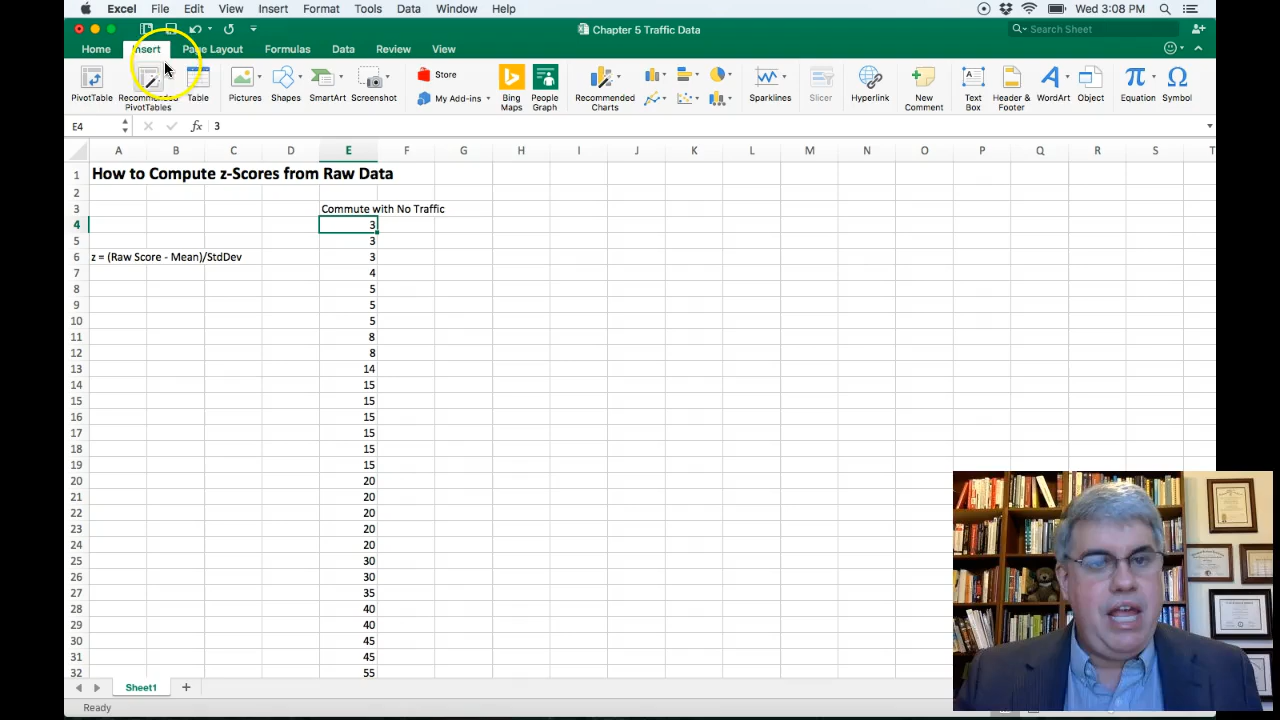 Excel File Edit View Insert Format Tools Data Window Help Wed 3:08 PM
Chapter 5 Traffic Data Search Sheet
Home Insert Page Layout Formulas Data Review View
PivotTable Recommended PivotTables Table Pictures Shapes SmartArt Screenshot Store My Add-ins Bing Maps People Graph Recommended Charts Sparklines Slicer Hyperlink New Comment Text Box Header & Footer WordArt Object Equation Symbol
E4 fx 3
A B C D E F G H I J K L M N O P Q R S T
1 How to Compute z-Scores from Raw Data
2
3 Commute with No Traffic
4 3
5 3
6 z = (Raw Score - Mean)/StdDev 3
7 4
8 5
9 5
10 5
11 8
12 8
13 14
14 15
15 15
16 15
17 15
18 15
19 15
20 20
21 20
22 20
23 20
24 20
25 30
26 30
27 35
28 40
29 40
30 45
31 45
32 55
Sheet1
Ready